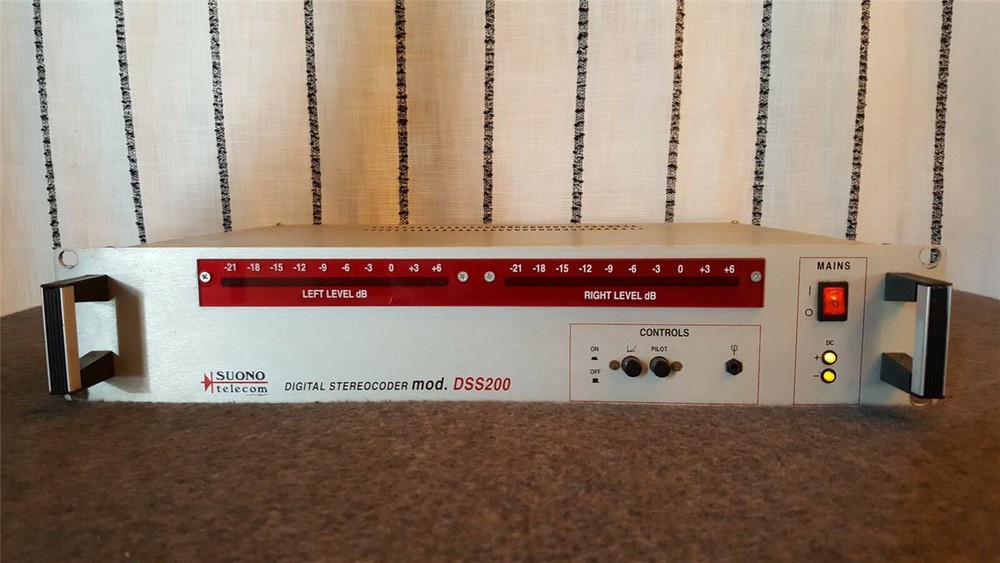 -21 -18 -15 -12 -9 -6 -3 0 +3 +6
LEFT LEVEL dB
-21 -18 -15 -12 -9 -6 -3 0 +3 +6
RIGHT LEVEL dB
MAINS
I
O
DC
+
-
CONTROLS
ON
PILOT
φ
OFF
SUONO
telecom
DIGITAL STEREOCODER mod. DSS200